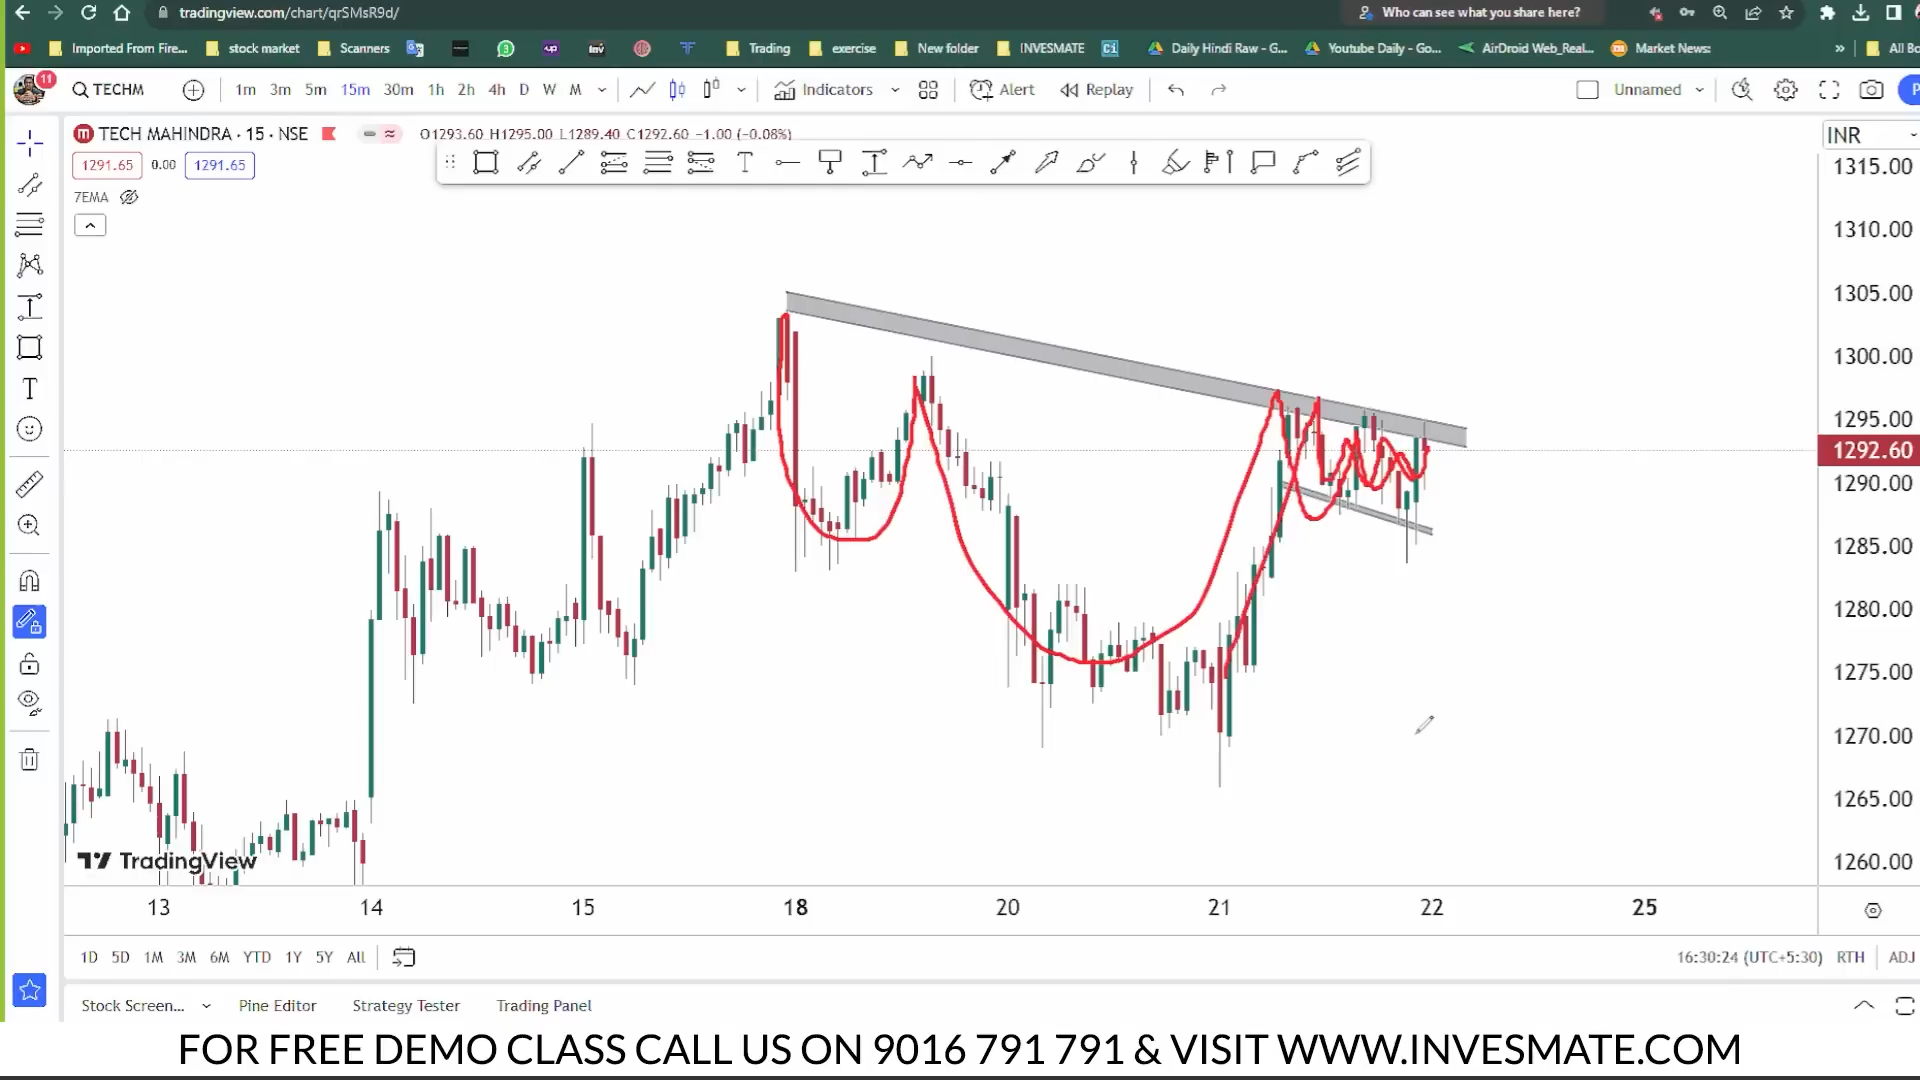 tradingview.com/chart/qrSMsR9d/
Who can see what you share here?
Imported From Fire...
stock market
Scanners
Trading
exercise
New folder
INVESMATE
Ci
Daily Hindi Raw - G...
Youtube Daily - Go...
AirDroid Web_Real...
Market News:
»
All Bo
11
TECHM
1m 3m 5m 15m 30m 1h 2h 4h D W M
Indicators
Alert
Replay
Unnamed
P
TECH MAHINDRA · 15 · NSE
O1293.60 H1295.00 L1289.40 C1292.60 −1.00 (−0.08%)
INR
1291.65 0.00 1291.65
7EMA
1315.00
1310.00
1305.00
1300.00
1295.00
1292.60
1290.00
1285.00
1280.00
1275.00
1270.00
1265.00
1260.00
TradingView
13 14 15 18 20 21 22 25
1D 5D 1M 3M 6M YTD 1Y 5Y All
16:30:24 (UTC+5:30) RTH ADJ
Stock Screen... Pine Editor Strategy Tester Trading Panel
FOR FREE DEMO CLASS CALL US ON 9016 791 791 & VISIT WWW.INVESMATE.COM